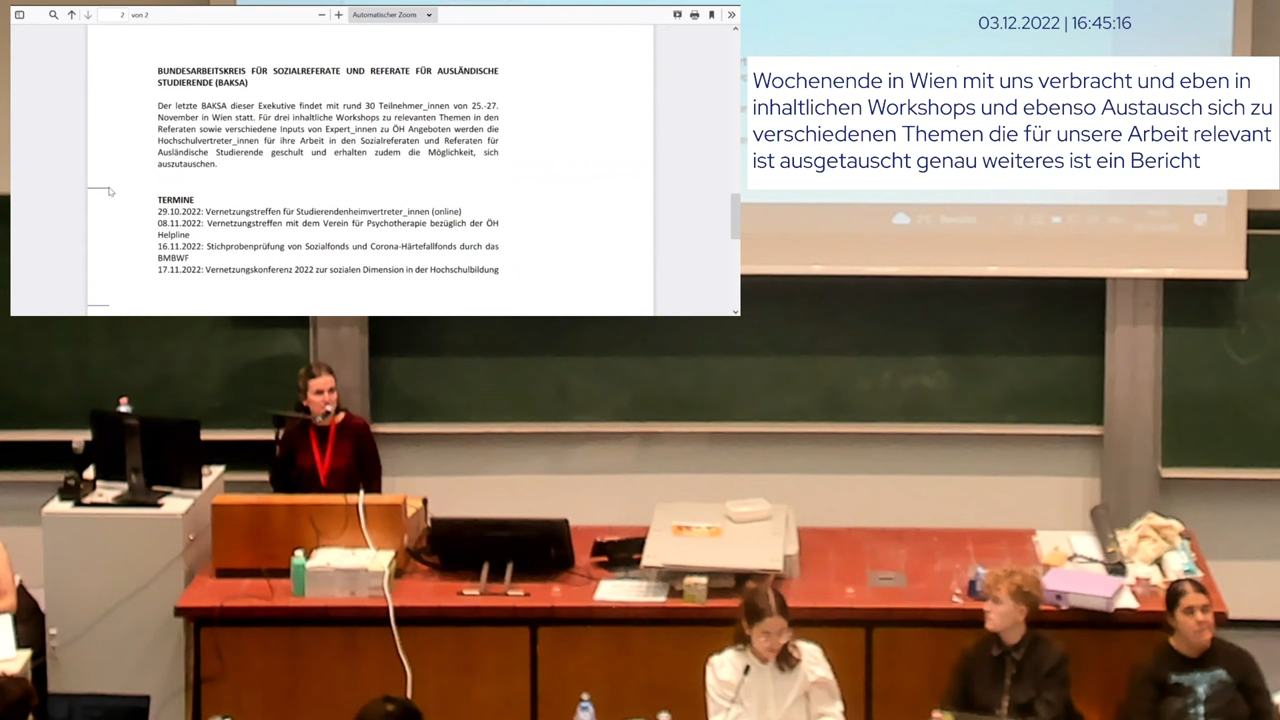 2 von 2
Automatischer Zoom
03.12.2022 | 16:45:16
BUNDESARBEITSKREIS FÜR SOZIALREFERATE UND REFERATE FÜR AUSLÄNDISCHE
STUDIERENDE (BAKSA)
Der letzte BAKSA dieser Exekutive findet mit rund 30 Teilnehmer_innen von 25.-27.
November in Wien statt. Für drei inhaltliche Workshops zu relevanten Themen in den
Referaten sowie verschiedene Inputs von Expert_innen zu ÖH Angeboten werden die
Hochschulvertreter_innen für ihre Arbeit in den Sozialreferaten und Referaten für
Ausländische Studierende geschult und erhalten zudem die Möglichkeit, sich
auszutauschen.
TERMINE
29.10.2022: Vernetzungstreffen für Studierendenheimvertreter_innen (online)
08.11.2022: Vernetzungstreffen mit dem Verein für Psychotherapie bezüglich der ÖH
Helpline
16.11.2022: Stichprobenprüfung von Sozialfonds und Corona-Härtefallfonds durch das
BMBWF
17.11.2022: Vernetzungskonferenz 2022 zur sozialen Dimension in der Hochschulbildung
Wochenende in Wien mit uns verbracht und eben in
inhaltlichen Workshops und ebenso Austausch sich zu
verschiedenen Themen die für unsere Arbeit relevant
ist ausgetauscht genau weiteres ist ein Bericht